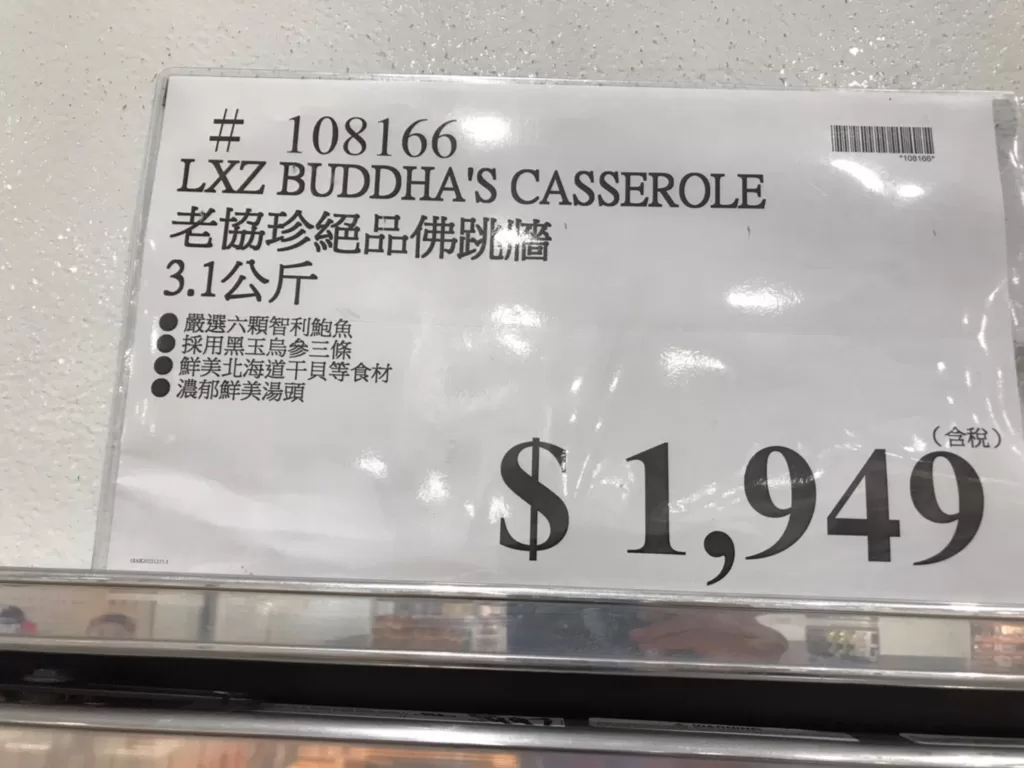 # 108166
*108166*
LXZ BUDDHA'S CASSEROLE
老協珍絕品佛跳牆
3.1公斤
●嚴選六顆智利鮑魚
●採用黑玉烏參三條
●鮮美北海道干貝等食材
●濃郁鮮美湯頭
(含稅)
$ 1,949